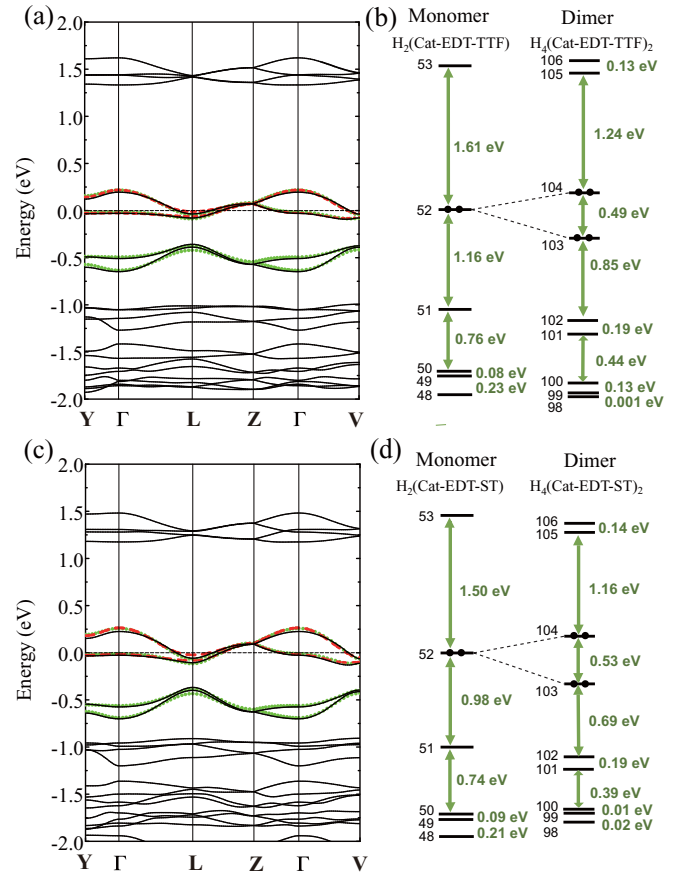 (a)
2.0
1.5
1.0
0.5
0.0
-0.5
-1.0
-1.5
-2.0
Energy (eV)
Y Γ L Z Γ V
(b)
Monomer
H₂(Cat-EDT-TTF)
53
1.61 eV
52
1.16 eV
51
0.76 eV
50
0.08 eV
49
0.23 eV
48
Dimer
H₄(Cat-EDT-TTF)₂
106
0.13 eV
105
1.24 eV
104
0.49 eV
103
0.85 eV
102
0.19 eV
101
0.44 eV
100
0.13 eV
99
0.001 eV
98
(c)
2.0
1.5
1.0
0.5
0.0
-0.5
-1.0
-1.5
-2.0
Energy (eV)
Y Γ L Z Γ V
(d)
Monomer
H₂(Cat-EDT-ST)
53
1.50 eV
52
0.98 eV
51
0.74 eV
50
0.09 eV
49
0.21 eV
48
Dimer
H₄(Cat-EDT-ST)₂
106
0.14 eV
105
1.16 eV
104
0.53 eV
103
0.69 eV
102
0.19 eV
101
0.39 eV
100
0.01 eV
99
0.02 eV
98